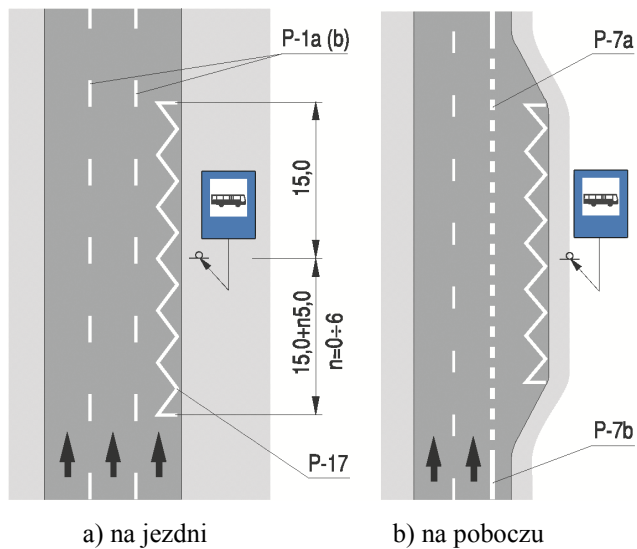 P-1a (b)
15,0
15,0+n5,0
n=0÷6
P-17
P-7a
P-7b
a) na jezdni
b) na poboczu